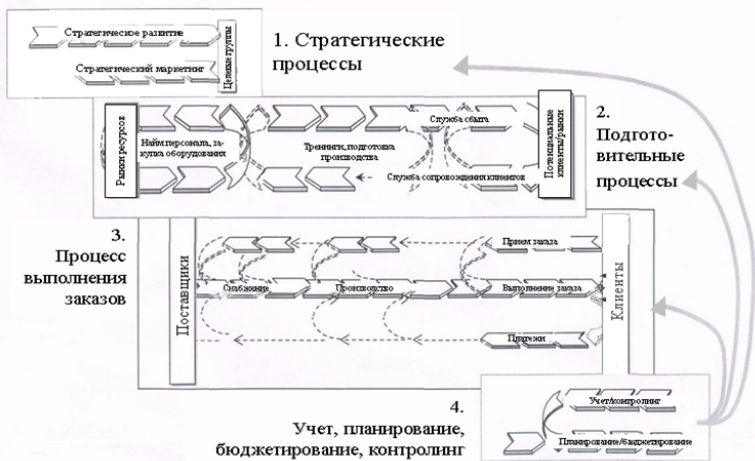 Стратегическое развитие
Стратегический маркетинг
Целевые группы
1. Стратегические
процессы
Рынки ресурсов
Найм персонала, за-
купка оборудования
Тренинги, подготовка
производства
Служба сбыта
Служба сопровождения клиентов
Потенциальные
клиенты/рынки
2.
Подгото-
вительные
процессы
3.
Процесс
выполнения
заказов
Поставщики
Прием заказа
Снабжение
Производство
Выполнение заказа
Платежи
Клиенты
4.
Учет, планирование,
бюджетирование, контролинг
Учет/контролинг
Планирование/бюджетирование